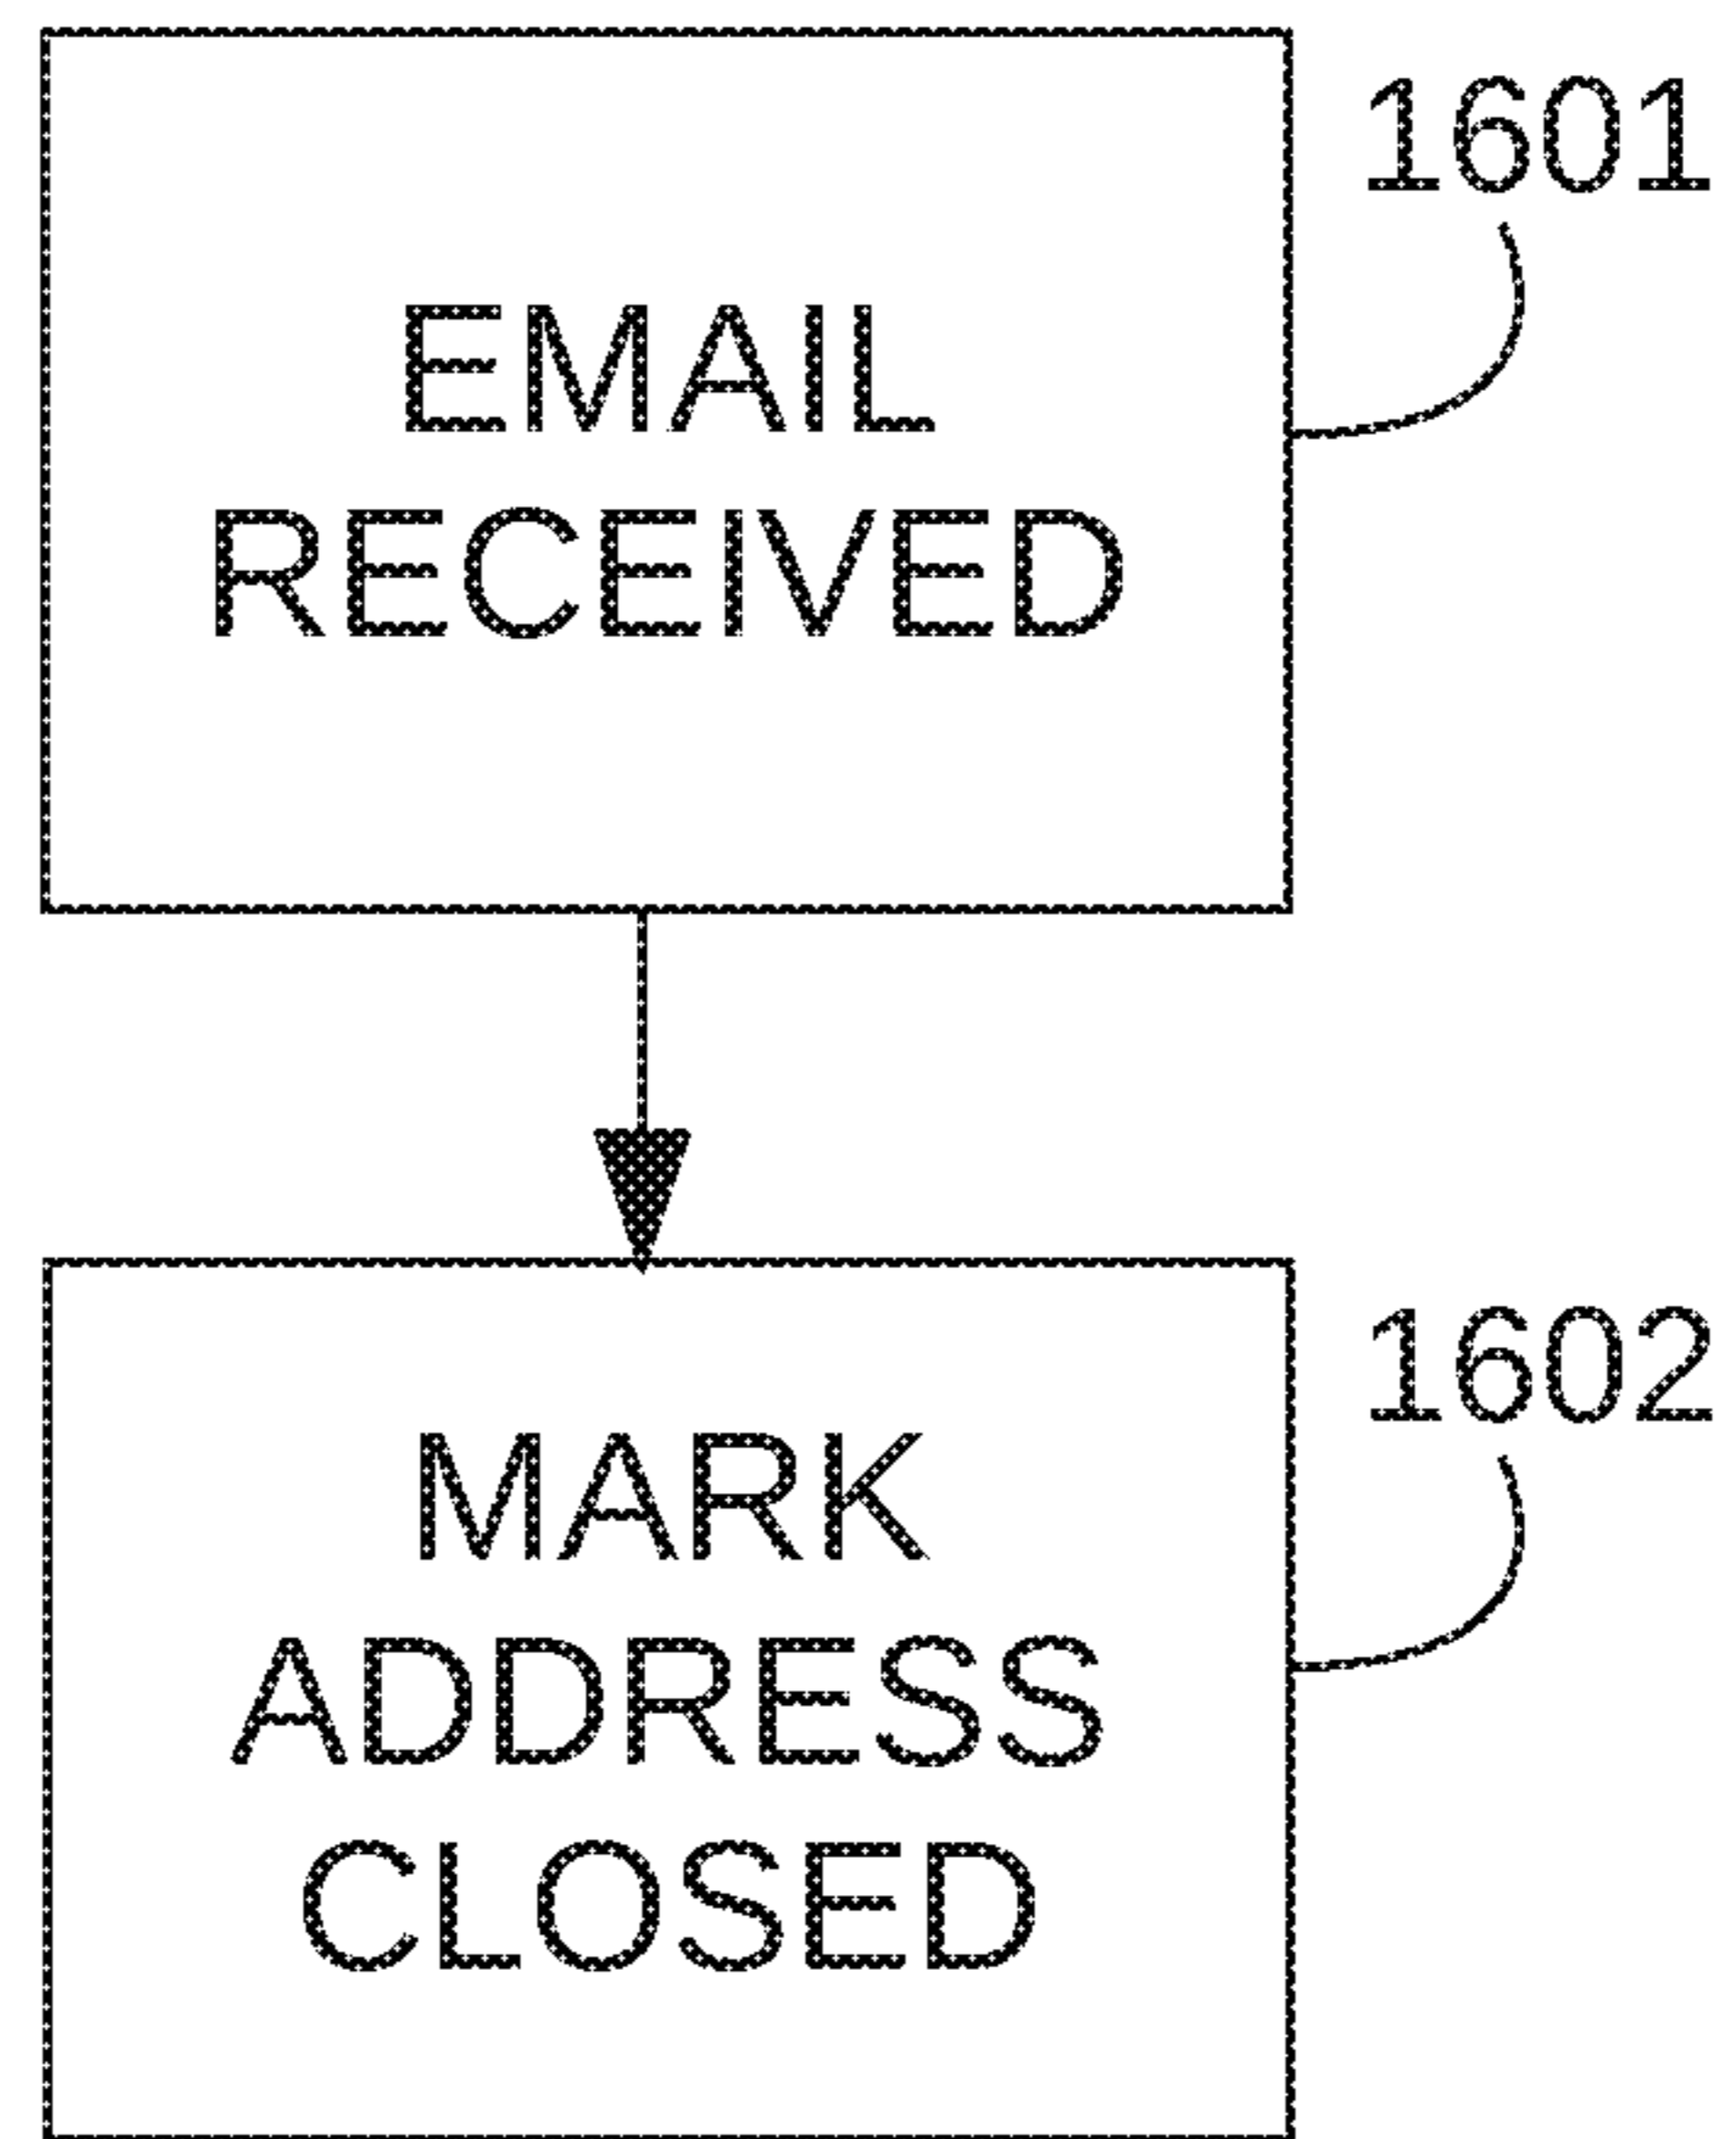 1601
EMAIL
RECEIVED
1602
MARK
ADDRESS
CLOSED